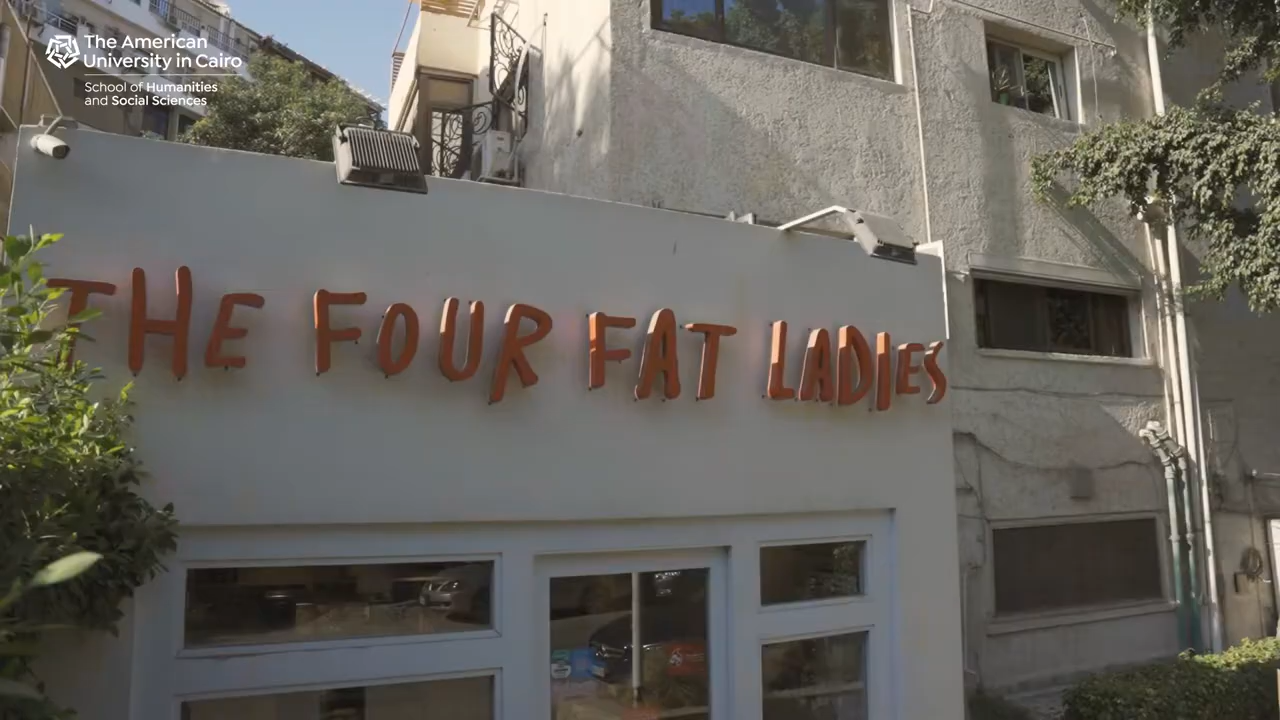 The American
University in Cairo
School of Humanities
and Social Sciences
THE FOUR FAT LADIES